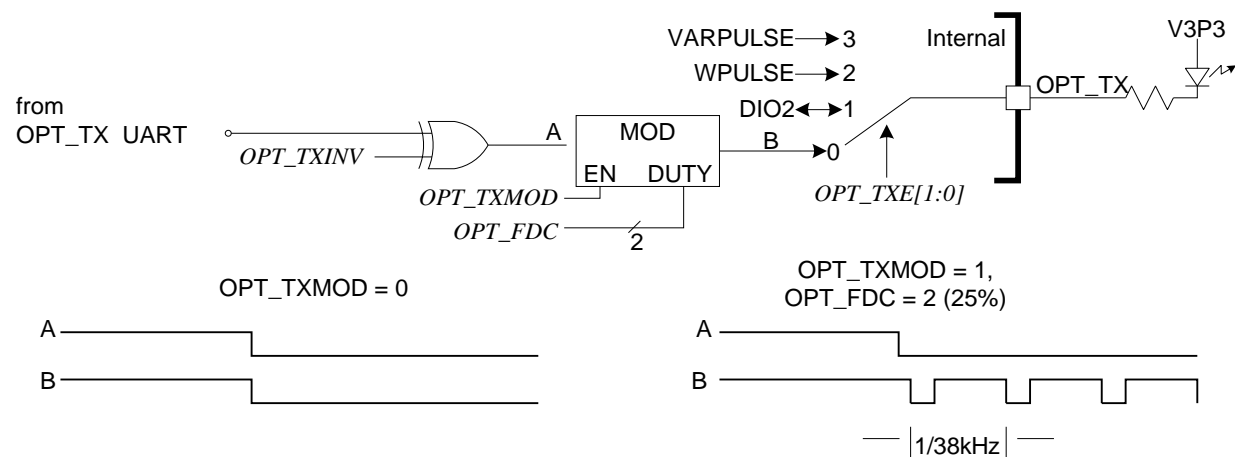 VARPULSE 3
Internal
V3P3
WPULSE 2
OPT_TX
from
OPT_TX UART
DIO2 1
A
MOD
B
0
OPT_TXINV
EN DUTY
OPT_TXMOD
OPT_TXE[1:0]
OPT_FDC
2
OPT_TXMOD = 0
OPT_TXMOD = 1,
OPT_FDC = 2 (25%)
A
B
A
B
1/38kHz